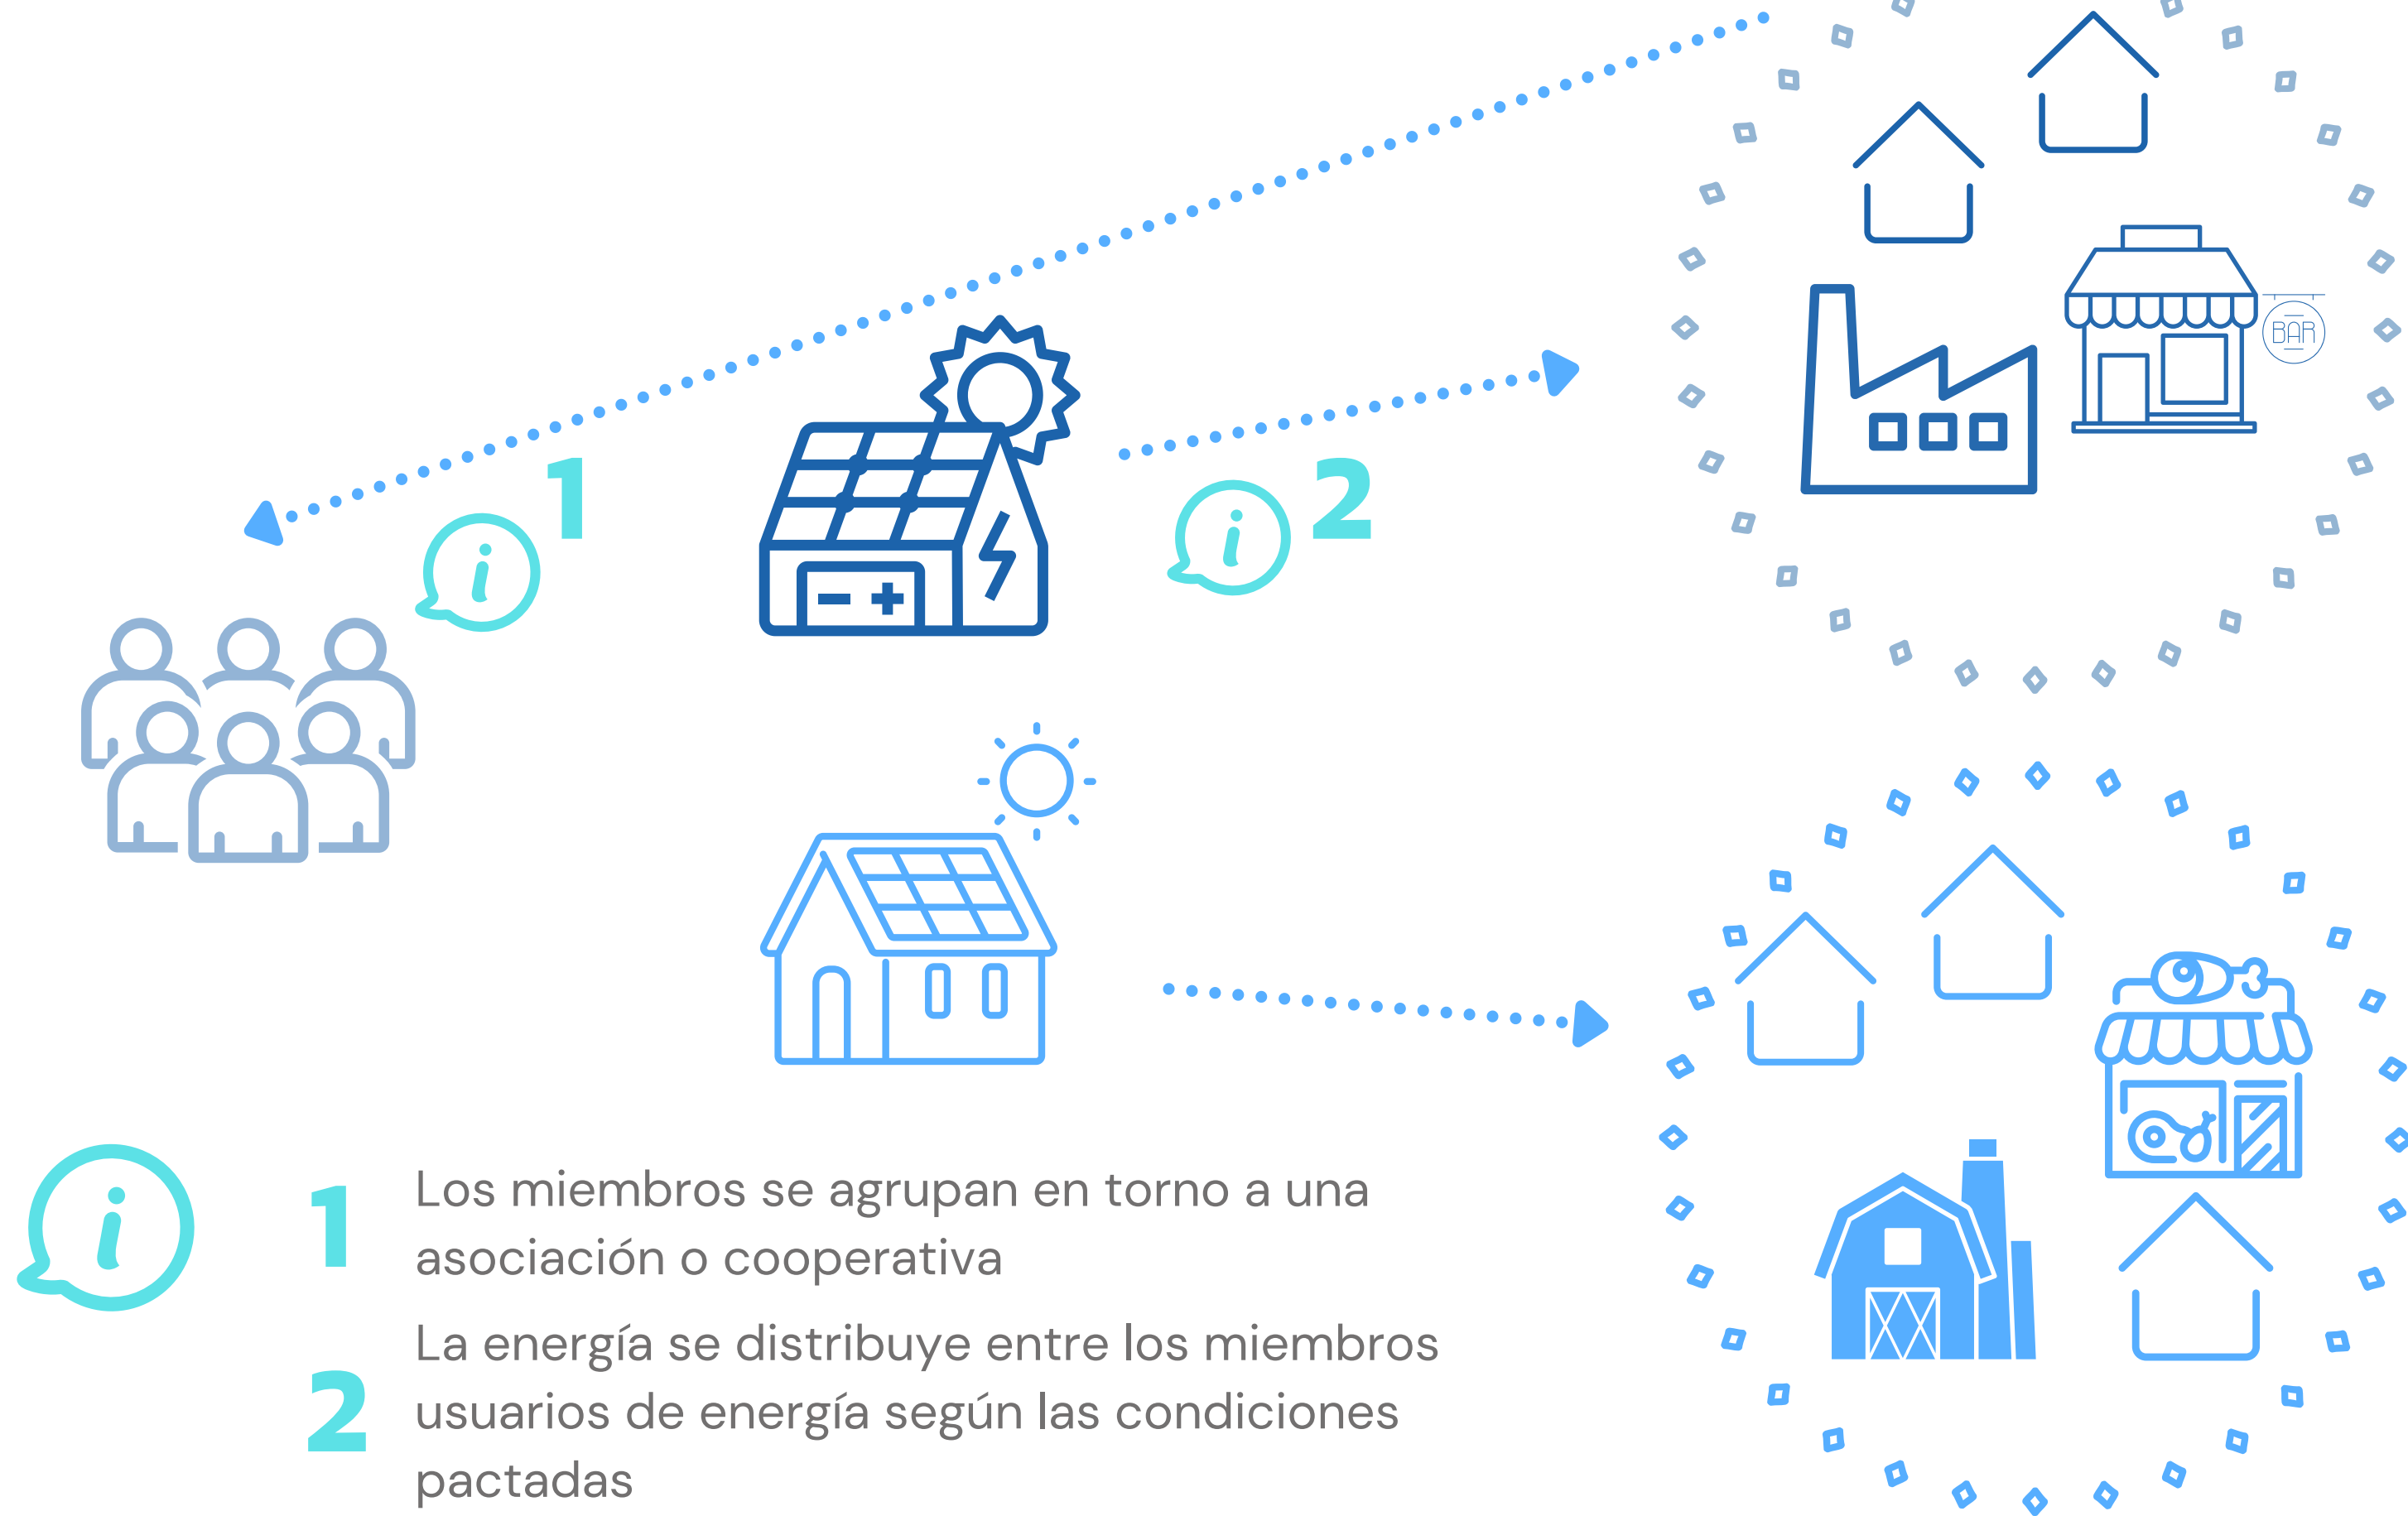 BAR
1
2
1
Los miembros se agrupan en torno a una
asociación o cooperativa
2
La energía se distribuye entre los miembros
usuarios de energía según las condiciones
pactadas